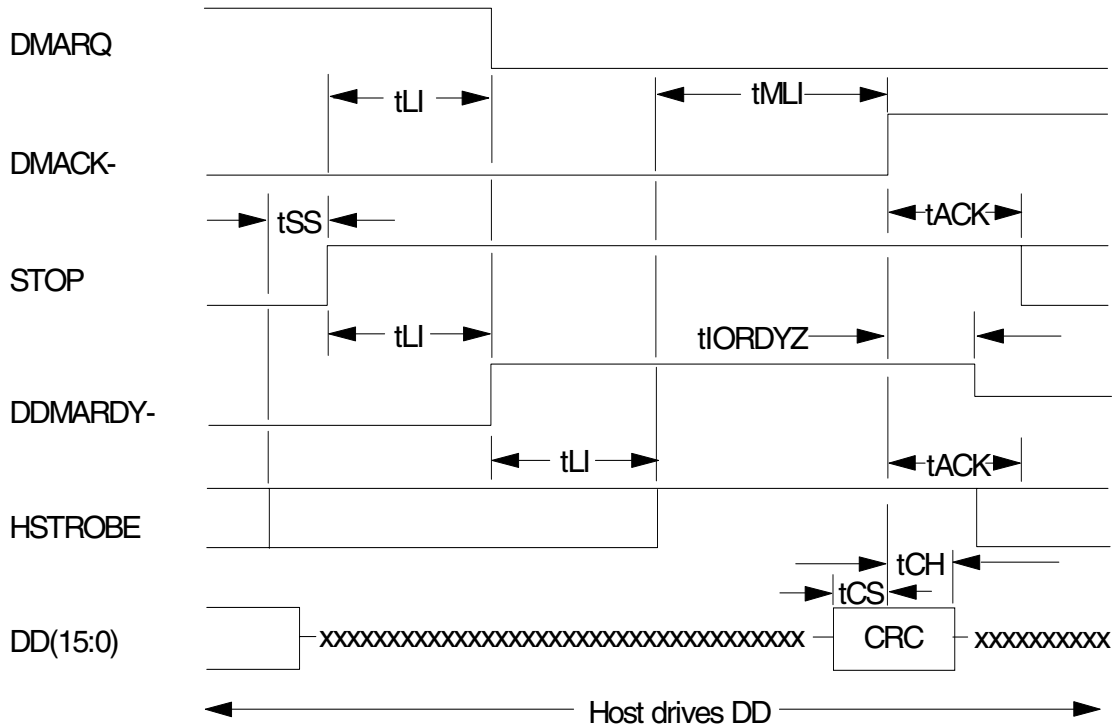 DMARQ
tLI
tMLI
DMACK-
tSS
tACK
STOP
tLI
tIORDYZ
DDMARDY-
tLI
tACK
HSTROBE
tCH
tCS
DD(15:0)
xxxxxxxxxxxxxxxxxxxxxxxxxxxxxxxxxxxx
CRC
xxxxxxxxxx
Host drives DD